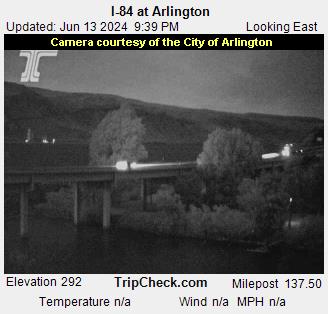 I-84 at Arlington
Updated: Jun 13 2024 9:39 PM Looking East
Camera courtesy of the City of Arlington
Elevation 292 TripCheck.com Milepost 137.50
Temperature n/a Wind n/a MPH n/a